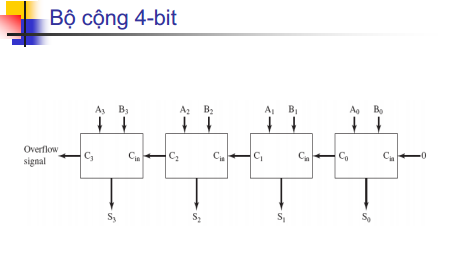 Bộ cộng 4-bit
A₃ B₃ A₂ B₂ A₁ B₁ A₀ B₀
Overflow
signal
C₃ Cᵢₙ C₂ Cᵢₙ C₁ Cᵢₙ C₀ Cᵢₙ 0
S₃ S₂ S₁ S₀